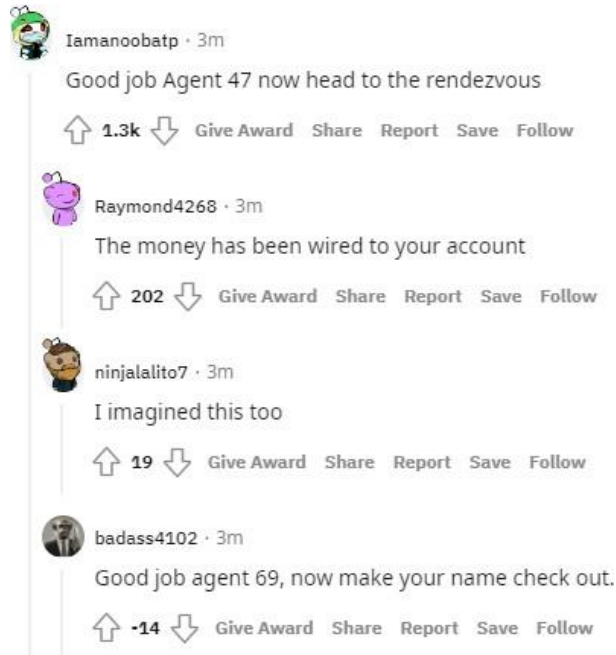 Iamanoobatp · 3m
Good job Agent 47 now head to the rendezvous
1.3k Give Award Share Report Save Follow
Raymond4268 · 3m
The money has been wired to your account
202 Give Award Share Report Save Follow
ninjalalito7 · 3m
I imagined this too
19 Give Award Share Report Save Follow
badass4102 · 3m
Good job agent 69, now make your name check out.
-14 Give Award Share Report Save Follow